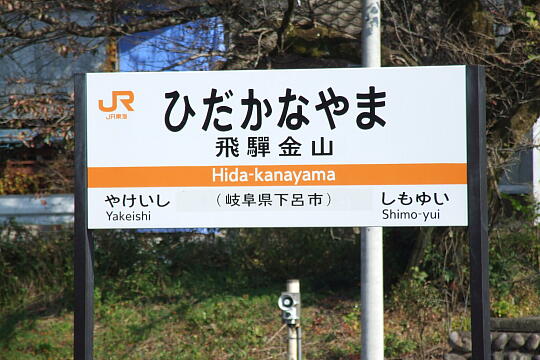 JR
JR東海
ひだかなやま
飛驒金山
Hida-kanayama
やけいし
Yakeishi
（岐阜県下呂市）
しもゆい
Shimo-yui